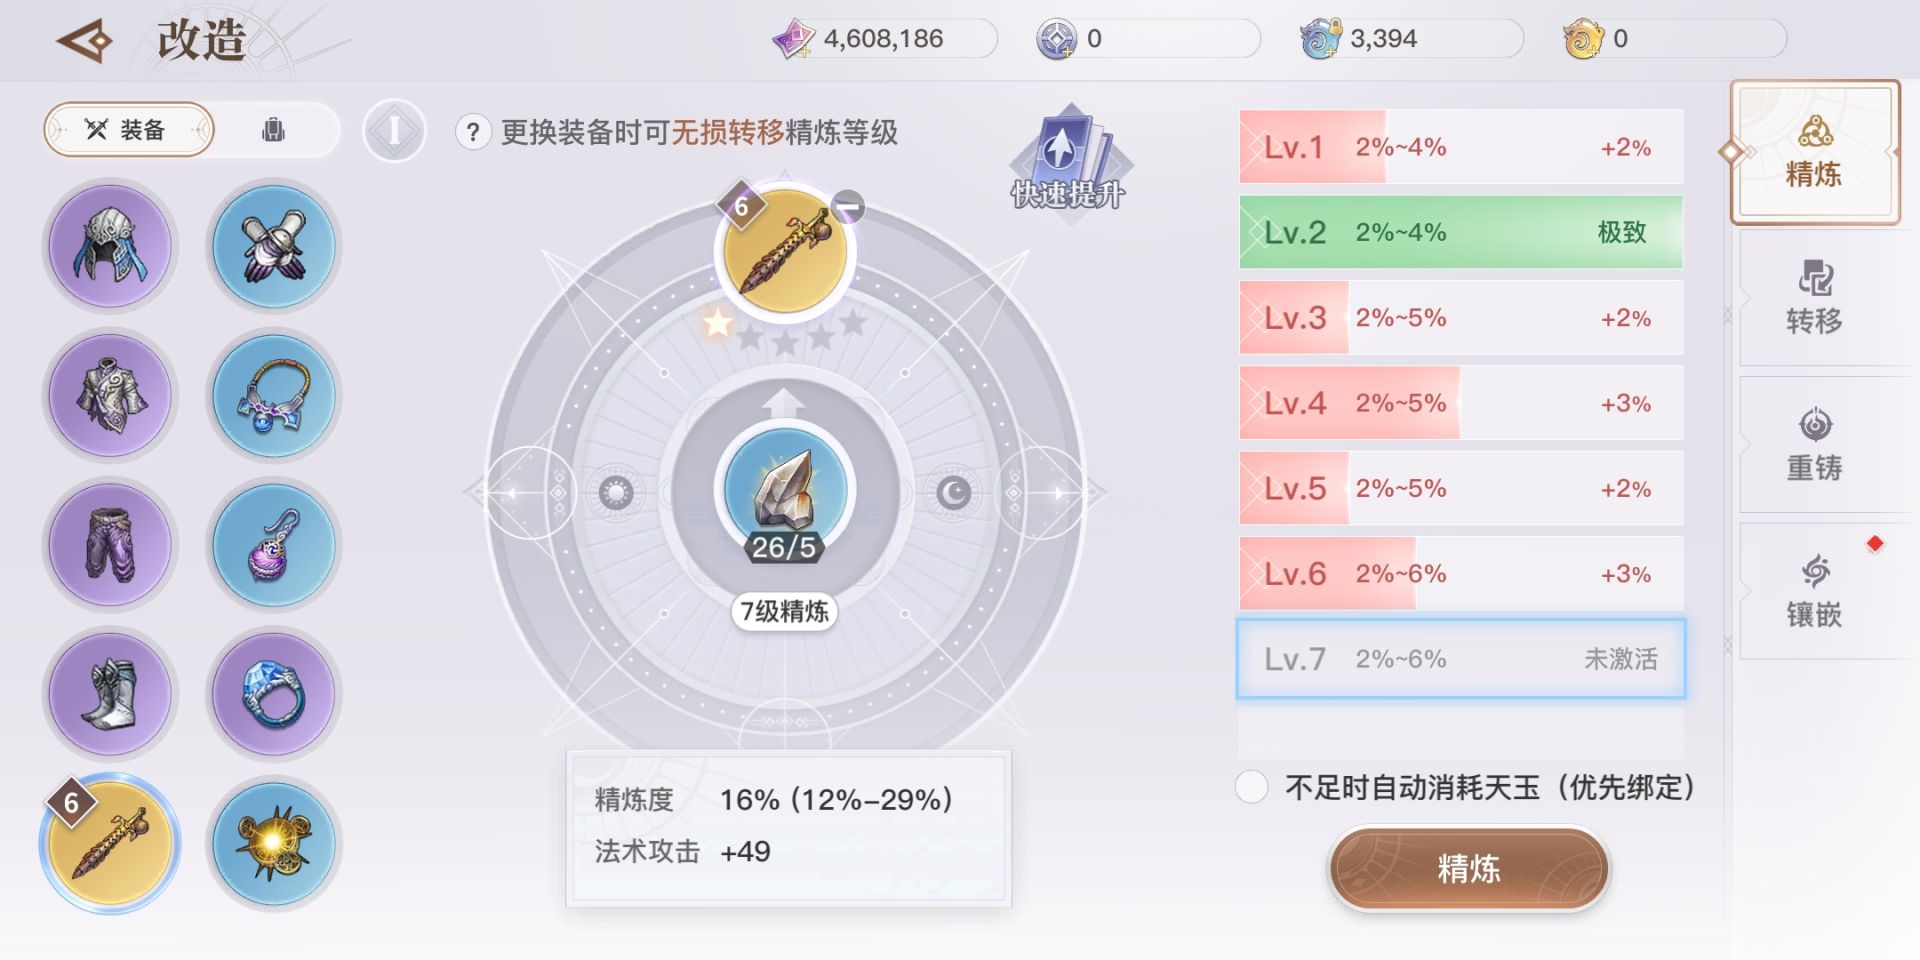 改造
4,608,186
0
3,394
0
装备
I
? 更换装备时可无损转移精炼等级
快速提升
6
26/5
7级精炼
精炼度 16% (12%–29%)
法术攻击 +49
6
Lv.1 2%~4% +2%
Lv.2 2%~4% 极致
Lv.3 2%~5% +2%
Lv.4 2%~5% +3%
Lv.5 2%~5% +2%
Lv.6 2%~6% +3%
Lv.7 2%~6% 未激活
不足时自动消耗天玉（优先绑定）
精炼
精炼
转移
重铸
镶嵌